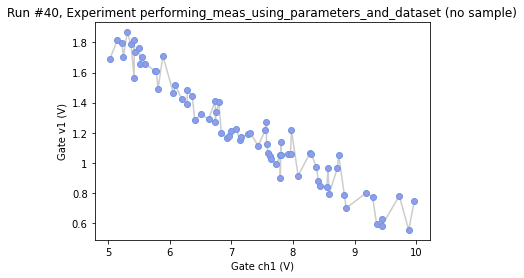 Run #40, Experiment performing_meas_using_parameters_and_dataset (no sample)
1.8
1.6
1.4
1.2
1
0.8
0.6
Gate v1 (V)
5 6 7 8 9 10
Gate ch1 (V)